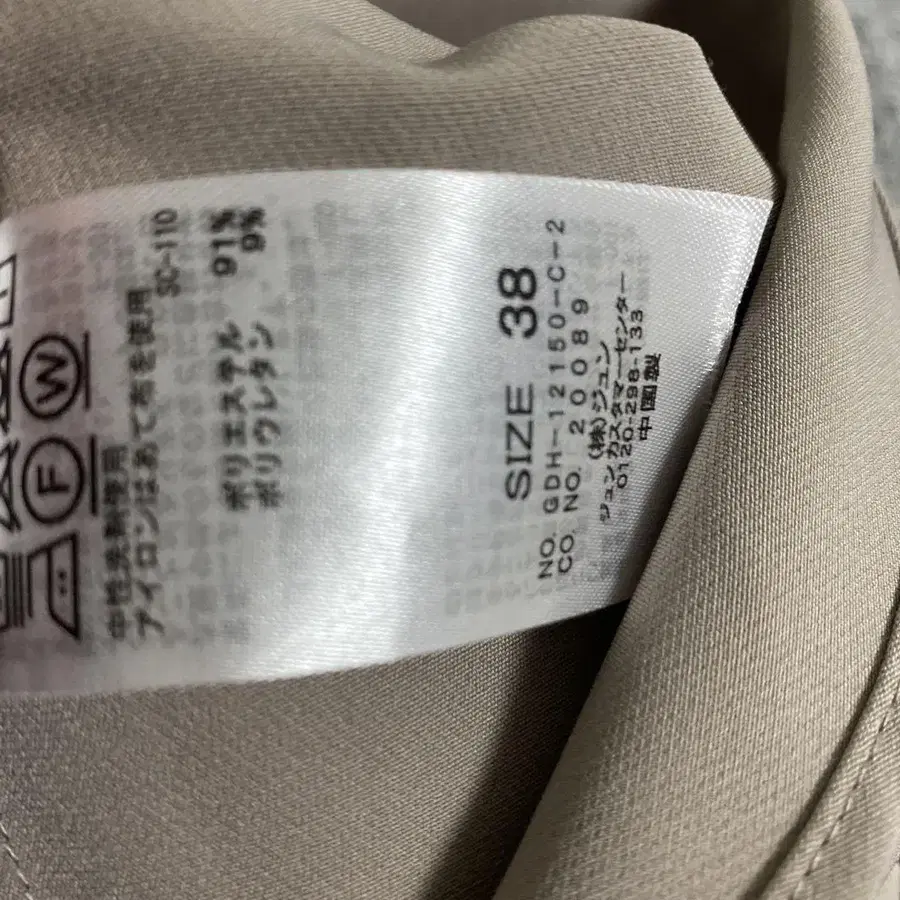 SIZE 38
NO. GDH-12150-C-2
CO. NO. 20089
(株)ジュン
ジュンカスタマーセンター
0120-298-133
中国製
ポリエステル 91%
ポリウレタン 9%
中性洗剤使用
アイロンはあて布を使用
SC-110
W
F